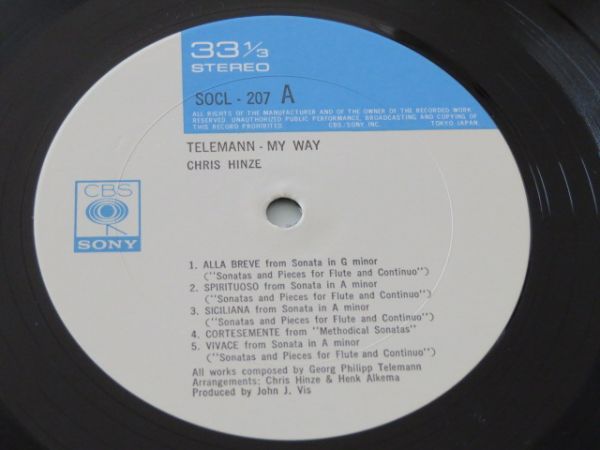 33 1/3
STEREO
SOCL - 207 A
ALL RIGHTS OF THE MANUFACTURER AND OF THE OWNER OF THE RECORDED WORK
RESERVED. UNAUTHORIZED PUBLIC PERFORMANCE, BROADCASTING AND COPYING OF
THIS RECORD PROHIBITED. CBS/SONY INC. TOKYO, JAPAN.
TELEMANN - MY WAY
CHRIS HINZE
CBS
SONY
1. ALLA BREVE from Sonata in G minor
("Sonatas and Pieces for Flute and Continuo")
2. SPIRITUOSO from Sonata in A minor
("Sonatas and Pieces for Flute and Continuo")
3. SICILIANA from Sonata in A minor
("Sonatas and Pieces for Flute and Continuo")
4. CORTESEMENTE from "Methodical Sonatas"
5. VIVACE from Sonata in A minor
("Sonatas and Pieces for Flute and Continuo")
All works composed by Georg Philipp Telemann
Arrangements: Chris Hinze & Henk Alkema
Produced by John J. Vis